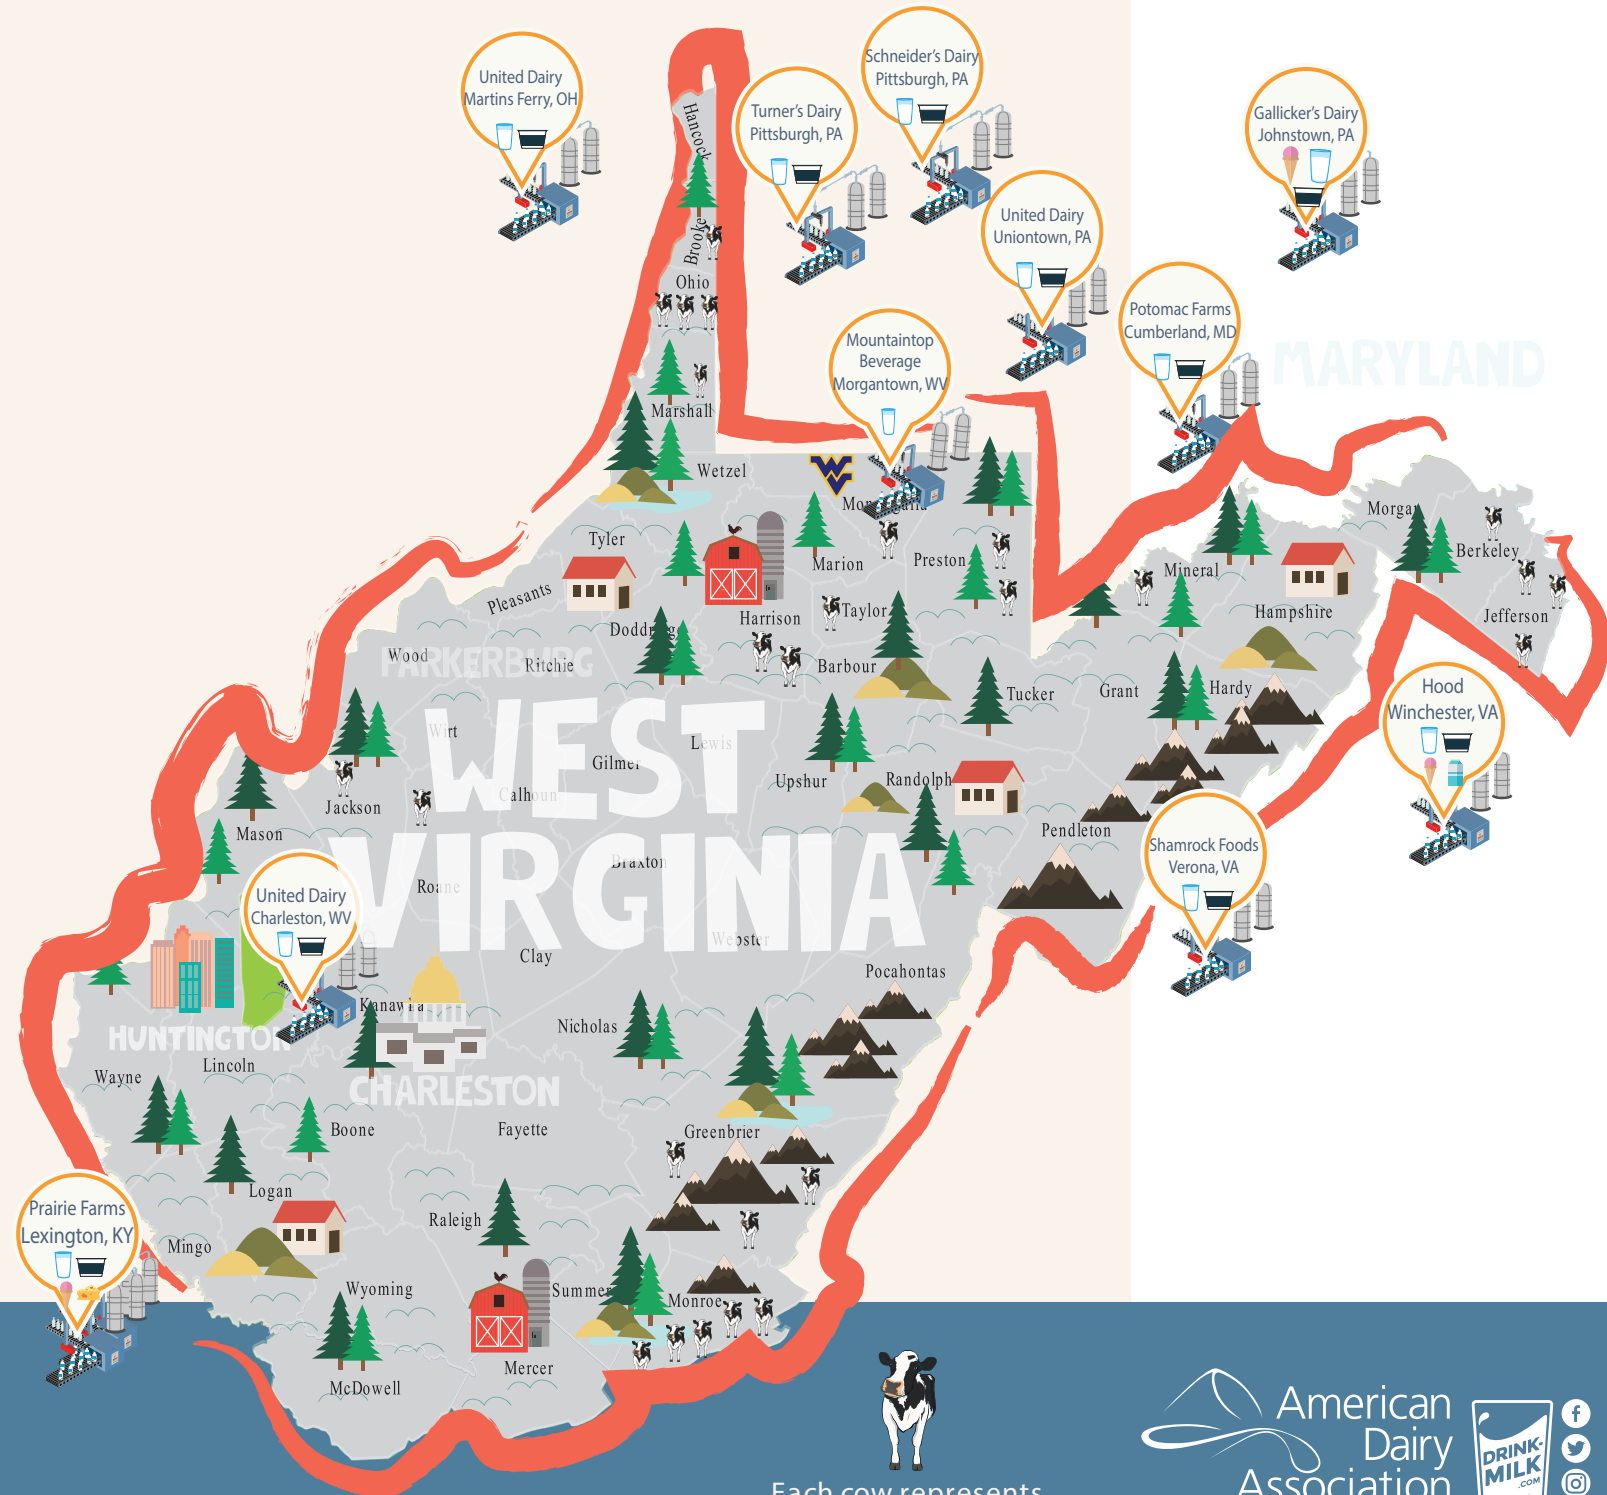 Schneider's Dairy
Pittsburgh, PA
United Dairy
Martins Ferry, OH
Turner's Dairy
Pittsburgh, PA
Gallicker's Dairy
Johnstown, PA
United Dairy
Uniontown, PA
Potomac Farms
Cumberland, MD
Mountaintop
Beverage
Morgantown, WV
MARYLAND
Hancock
Brooke
Ohio
Marshall
Wetzel
Tyler
Marion
Preston
Mineral
Morgan
Berkeley
Jefferson
Hampshire
Pleasants
Harrison
Taylor
Doddridge
Wood
PARKERBURG
Ritchie
Barbour
Tucker
Grant
Hardy
Hood
Winchester, VA
Wirt
WEST
Lewis
Gilmer
Calhoun
Upshur
Randolph
Jackson
Mason
Pendleton
Shamrock Foods
Verona, VA
VIRGINIA
Braxton
Roane
United Dairy
Charleston, WV
Webster
Clay
Pocahontas
Kanawha
Nicholas
HUNTINGTON
Lincoln
Wayne
CHARLESTON
Boone
Fayette
Greenbrier
Logan
Raleigh
Prairie Farms
Lexington, KY
Mingo
Wyoming
Summers
Monroe
Mercer
McDowell
American
Dairy
Association
DRINK-
MILK
.COM
Each cow represents